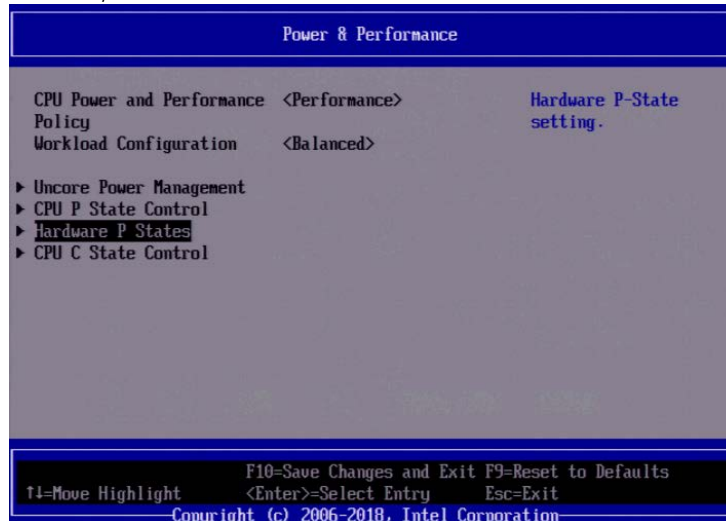 Power & Performance
CPU Power and Performance <Performance> Hardware P-State
Policy setting.
Workload Configuration <Balanced>
▶ Uncore Power Management
▶ CPU P State Control
▶ Hardware P States
▶ CPU C State Control
F10=Save Changes and Exit F9=Reset to Defaults
↑↓=Move Highlight <Enter>=Select Entry Esc=Exit
Copyright (c) 2006-2018, Intel Corporation